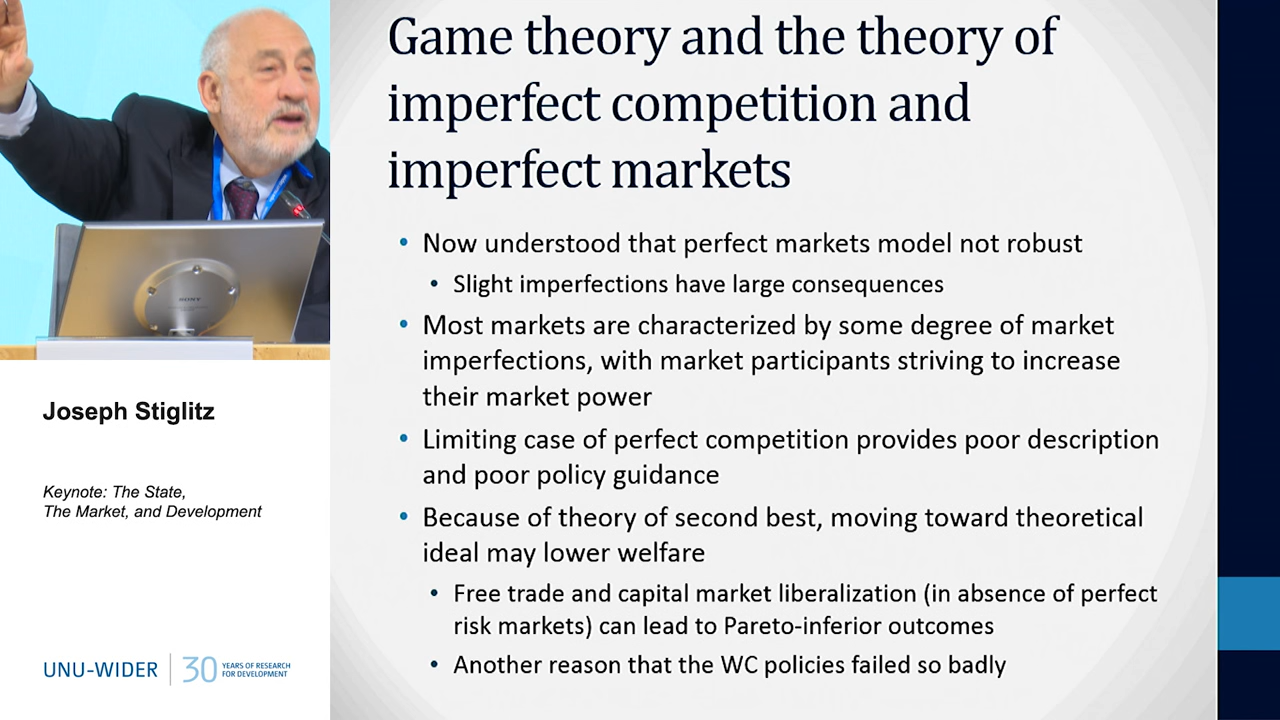 Game theory and the theory of
imperfect competition and
imperfect markets
• Now understood that perfect markets model not robust
• Slight imperfections have large consequences
• Most markets are characterized by some degree of market
imperfections, with market participants striving to increase
their market power
• Limiting case of perfect competition provides poor description
and poor policy guidance
• Because of theory of second best, moving toward theoretical
ideal may lower welfare
• Free trade and capital market liberalization (in absence of perfect
risk markets) can lead to Pareto-inferior outcomes
• Another reason that the WC policies failed so badly
SONY
Joseph Stiglitz
Keynote: The State,
The Market, and Development
UNU-WIDER
30
YEARS OF RESEARCH
FOR DEVELOPMENT